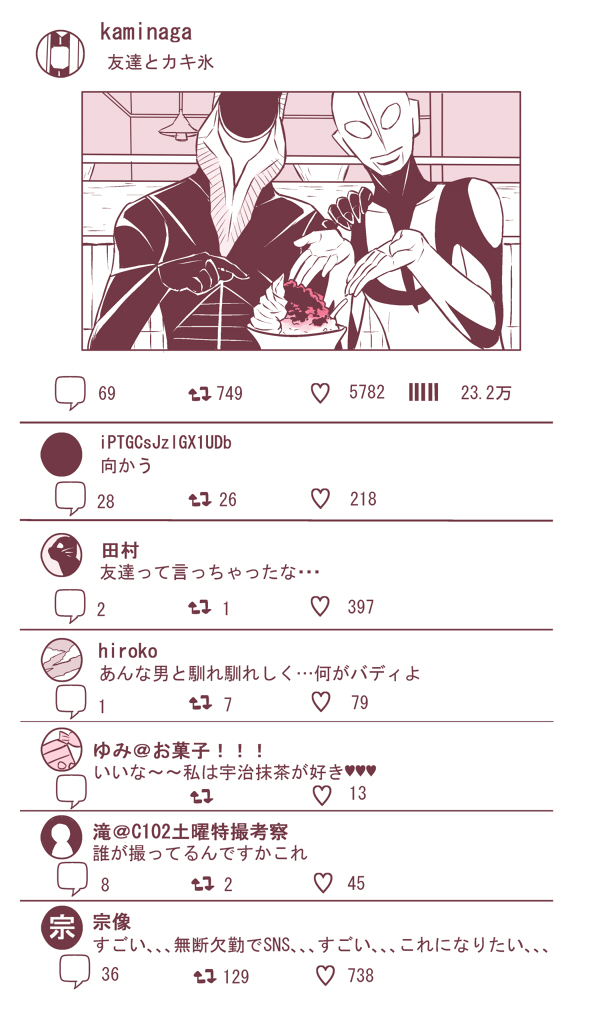 kaminaga
友達とカキ氷
69 749 5782 23.2万
iPTGCsJzlGX1UDb
向かう
28 26 218
田村
友達って言っちゃったな･･･
2 1 397
hiroko
あんな男と馴れ馴れしく…何がバディよ
1 7 79
ゆみ@お菓子！！！
いいな〜〜私は宇治抹茶が好き♥♥♥
13
滝@C102土曜特撮考察
誰が撮ってるんですかこれ
8 2 45
宗
宗像
すごい､､､無断欠勤でSNS､､､すごい､､､これになりたい､､､
36 129 738